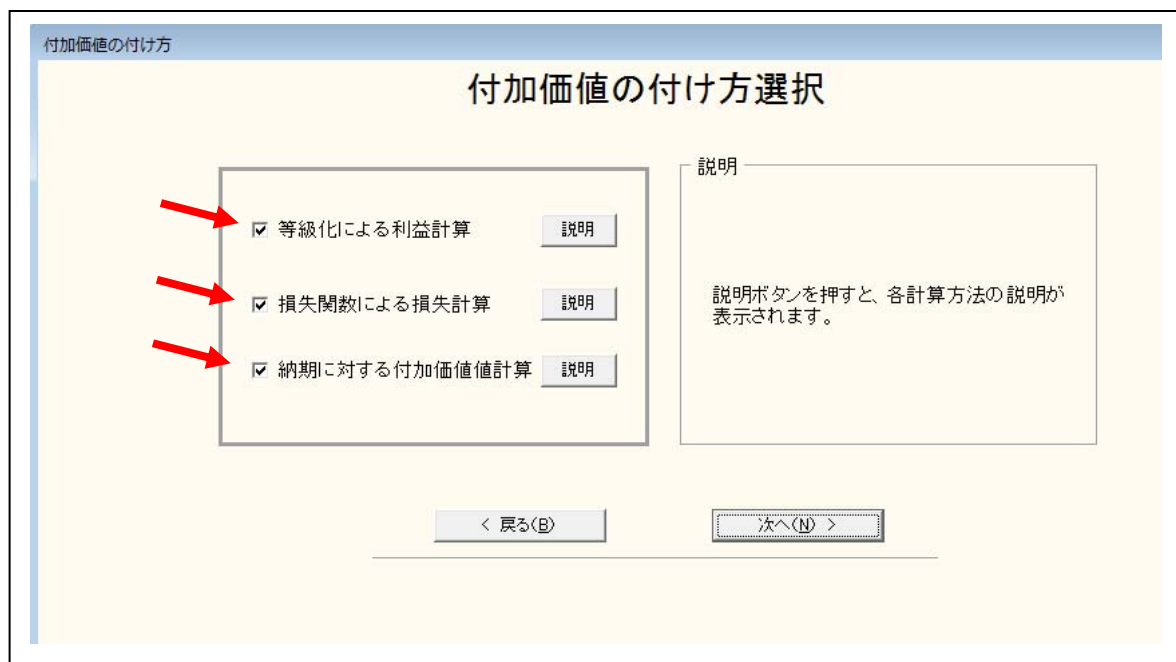 付加価値の付け方
付加価値の付け方選択
等級化による利益計算
説明
損失関数による損失計算
説明
納期に対する付加価値値計算
説明
説明
説明ボタンを押すと、各計算方法の説明が
表示されます。
< 戻る(B)
次へ(N) >